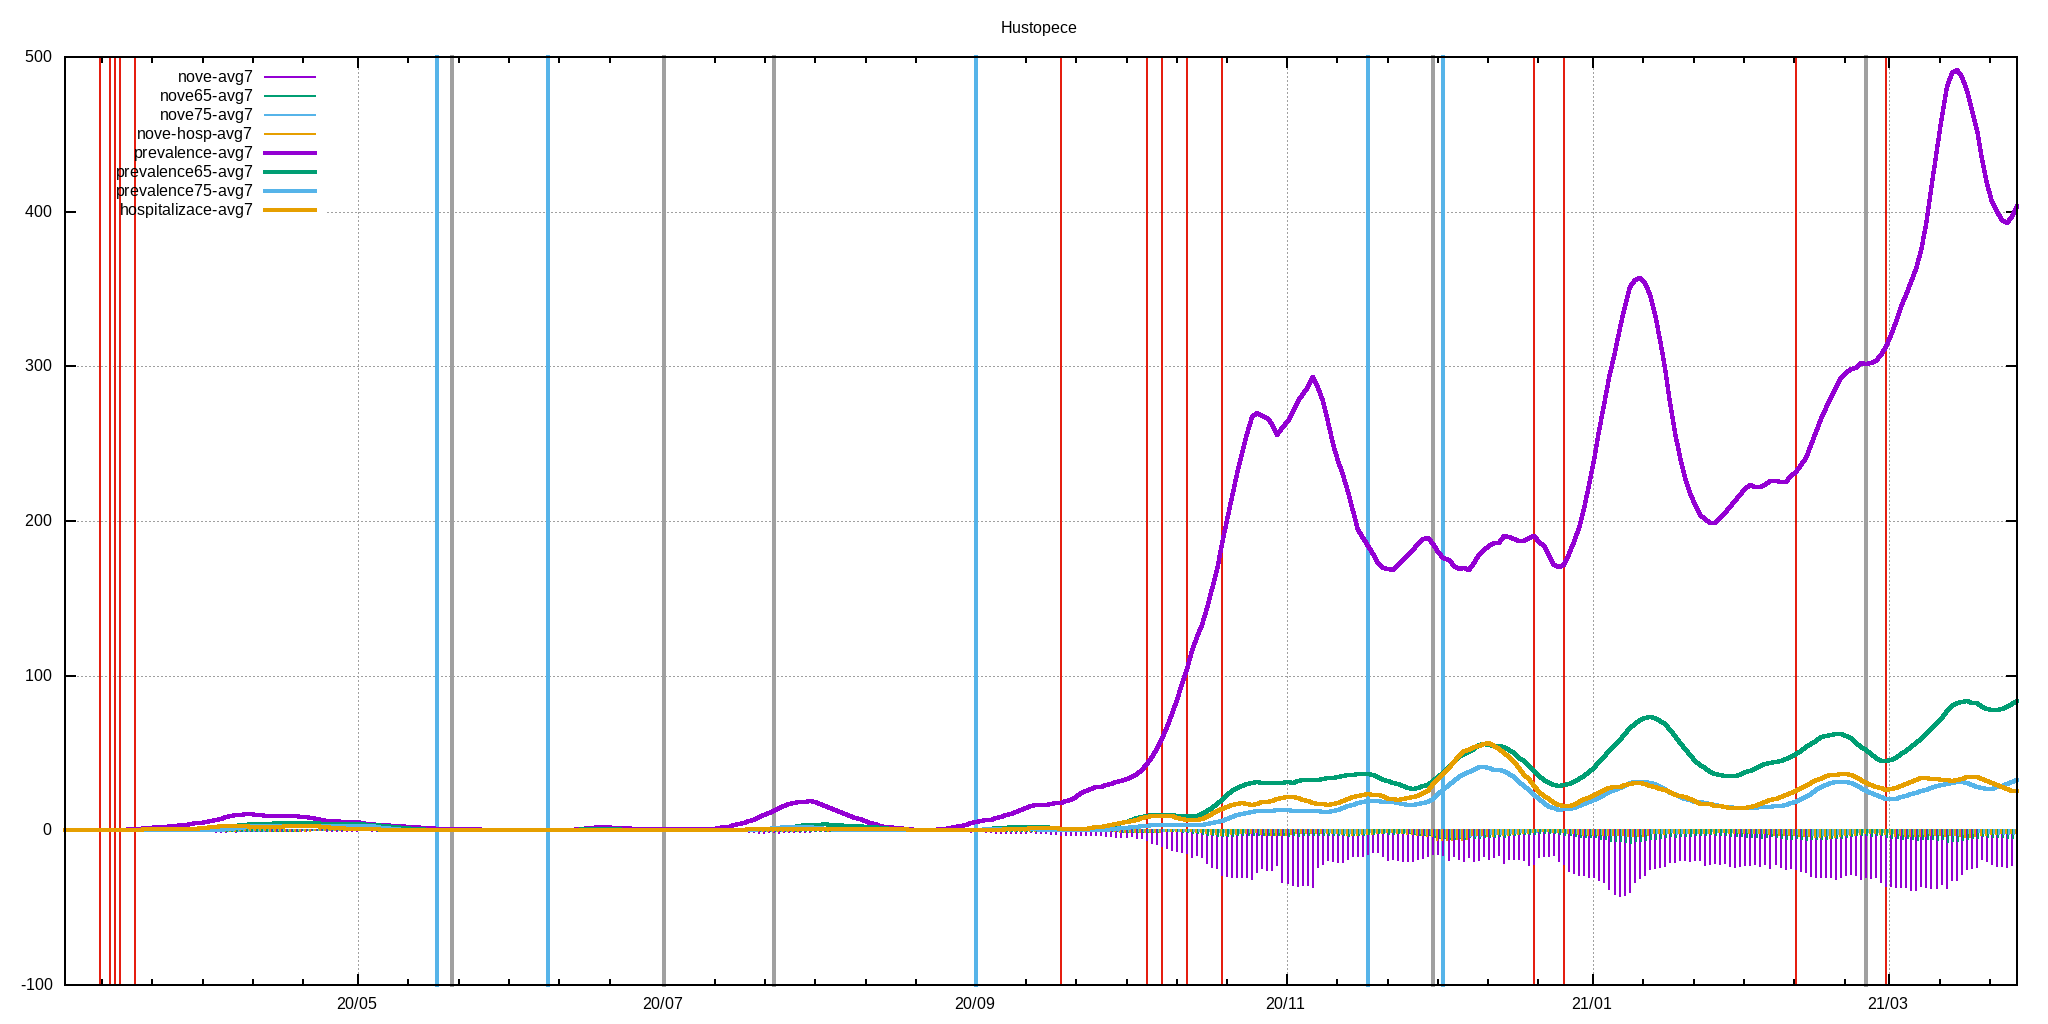 Hustopece
500
nove-avg7
nove65-avg7
nove75-avg7
nove-hosp-avg7
prevalence-avg7
prevalence65-avg7
prevalence75-avg7
hospitalizace-avg7
400
300
200
100
0
-100
20/05 20/07 20/09 20/11 21/01 21/03